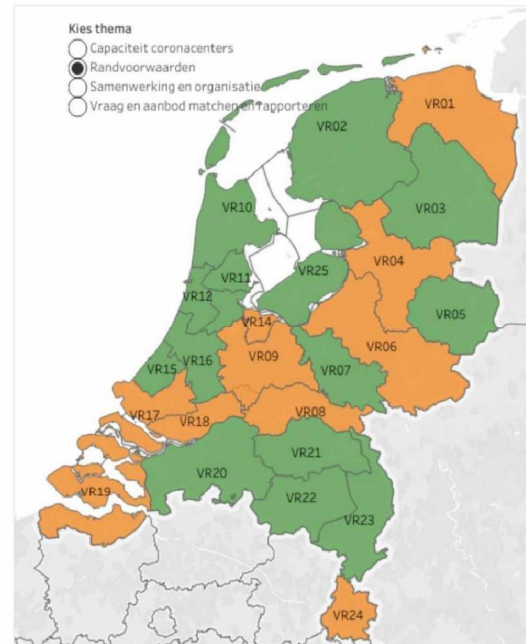 Kies thema
Capaciteit coronacenters
Randvoorwaarden
Samenwerking en organisatie
Vraag en aanbod matchen en rapporteren
VR01
VR02
VR03
VR10
VR04
VR11
VR25
VR12
VR05
VR14
VR06
VR09
VR16
VR15
VR07
VR17
VR08
VR18
VR21
VR20
VR19
VR22
VR23
VR24